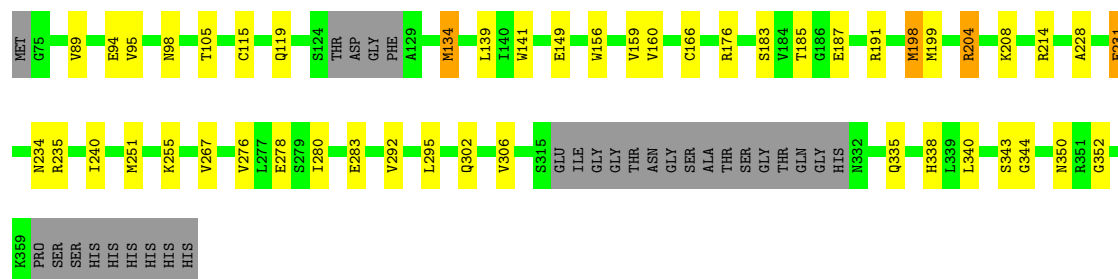 MET G75 V89 E94 V95 N98 T105 C115 Q119 S124 THR ASP GLY PHE A129 M134 L139 I140 W141 E149 W156 V159 V160 C166 R176 S183 V184 T185 G186 E187 R191 M198 M199 R204 K208 R214 A228
N234 R235 I240 M251 K255 V267 V276 L277 E278 S279 I280 E283 V292 L295 Q302 V306 S315 GLU ILE GLY GLY THR ASN GLY SER ALA THR SER GLY THR GLN GLY HIS N332 Q335 H338 L339 L340 S343 G344 N350 R351 G352
K359 PRO SER SER HIS HIS HIS HIS HIS HIS